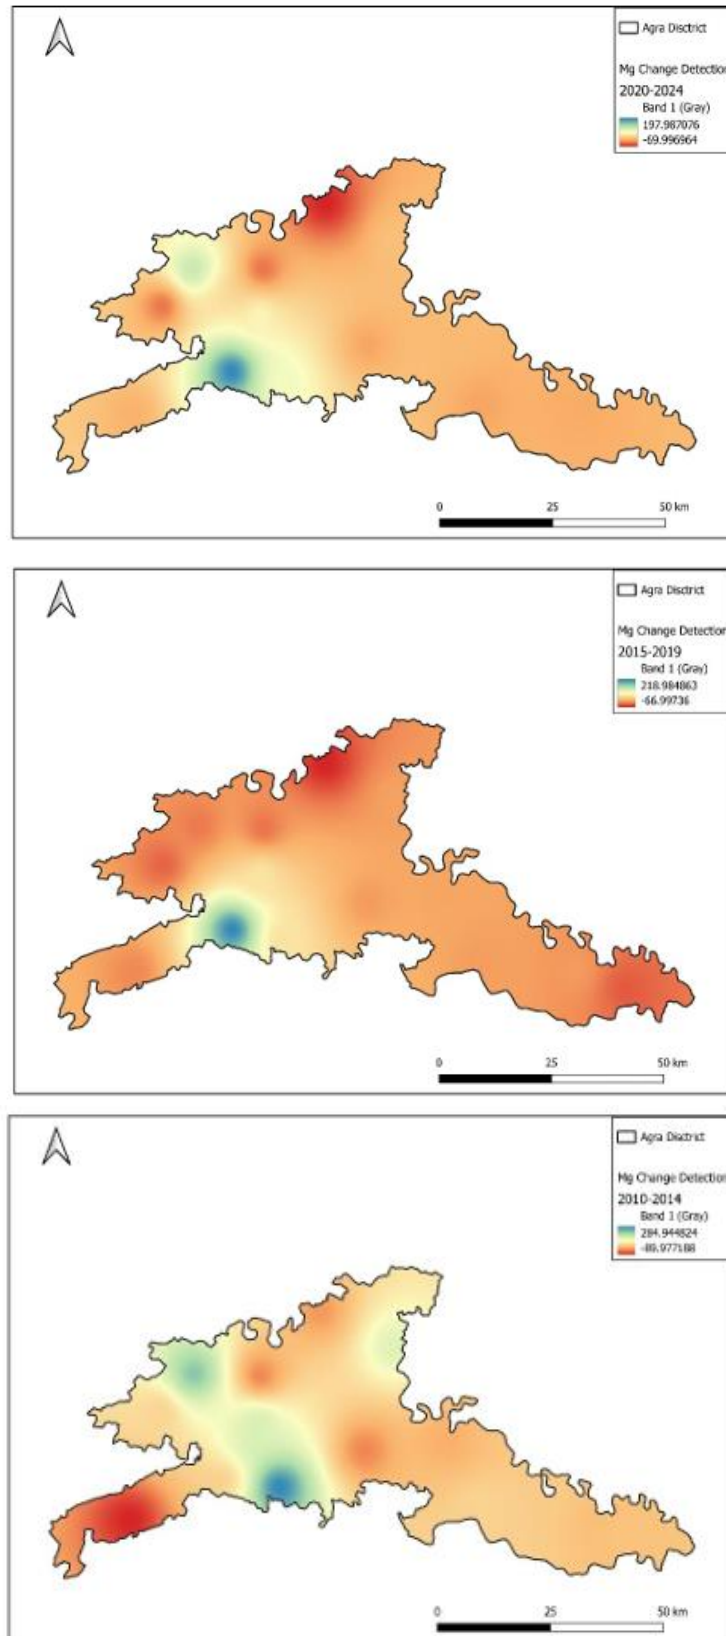 Agra Disctrict
Mg Change Detection
2020-2024
Band 1 (Gray)
197.987076
-69.996964
0 25 50 km
Agra Disctrict
Mg Change Detection
2015-2019
Band 1 (Gray)
218.984863
-66.99736
0 25 50 km
Agra Disctrict
Mg Change Detection
2010-2014
Band 1 (Gray)
284.944824
-89.977188
0 25 50 km